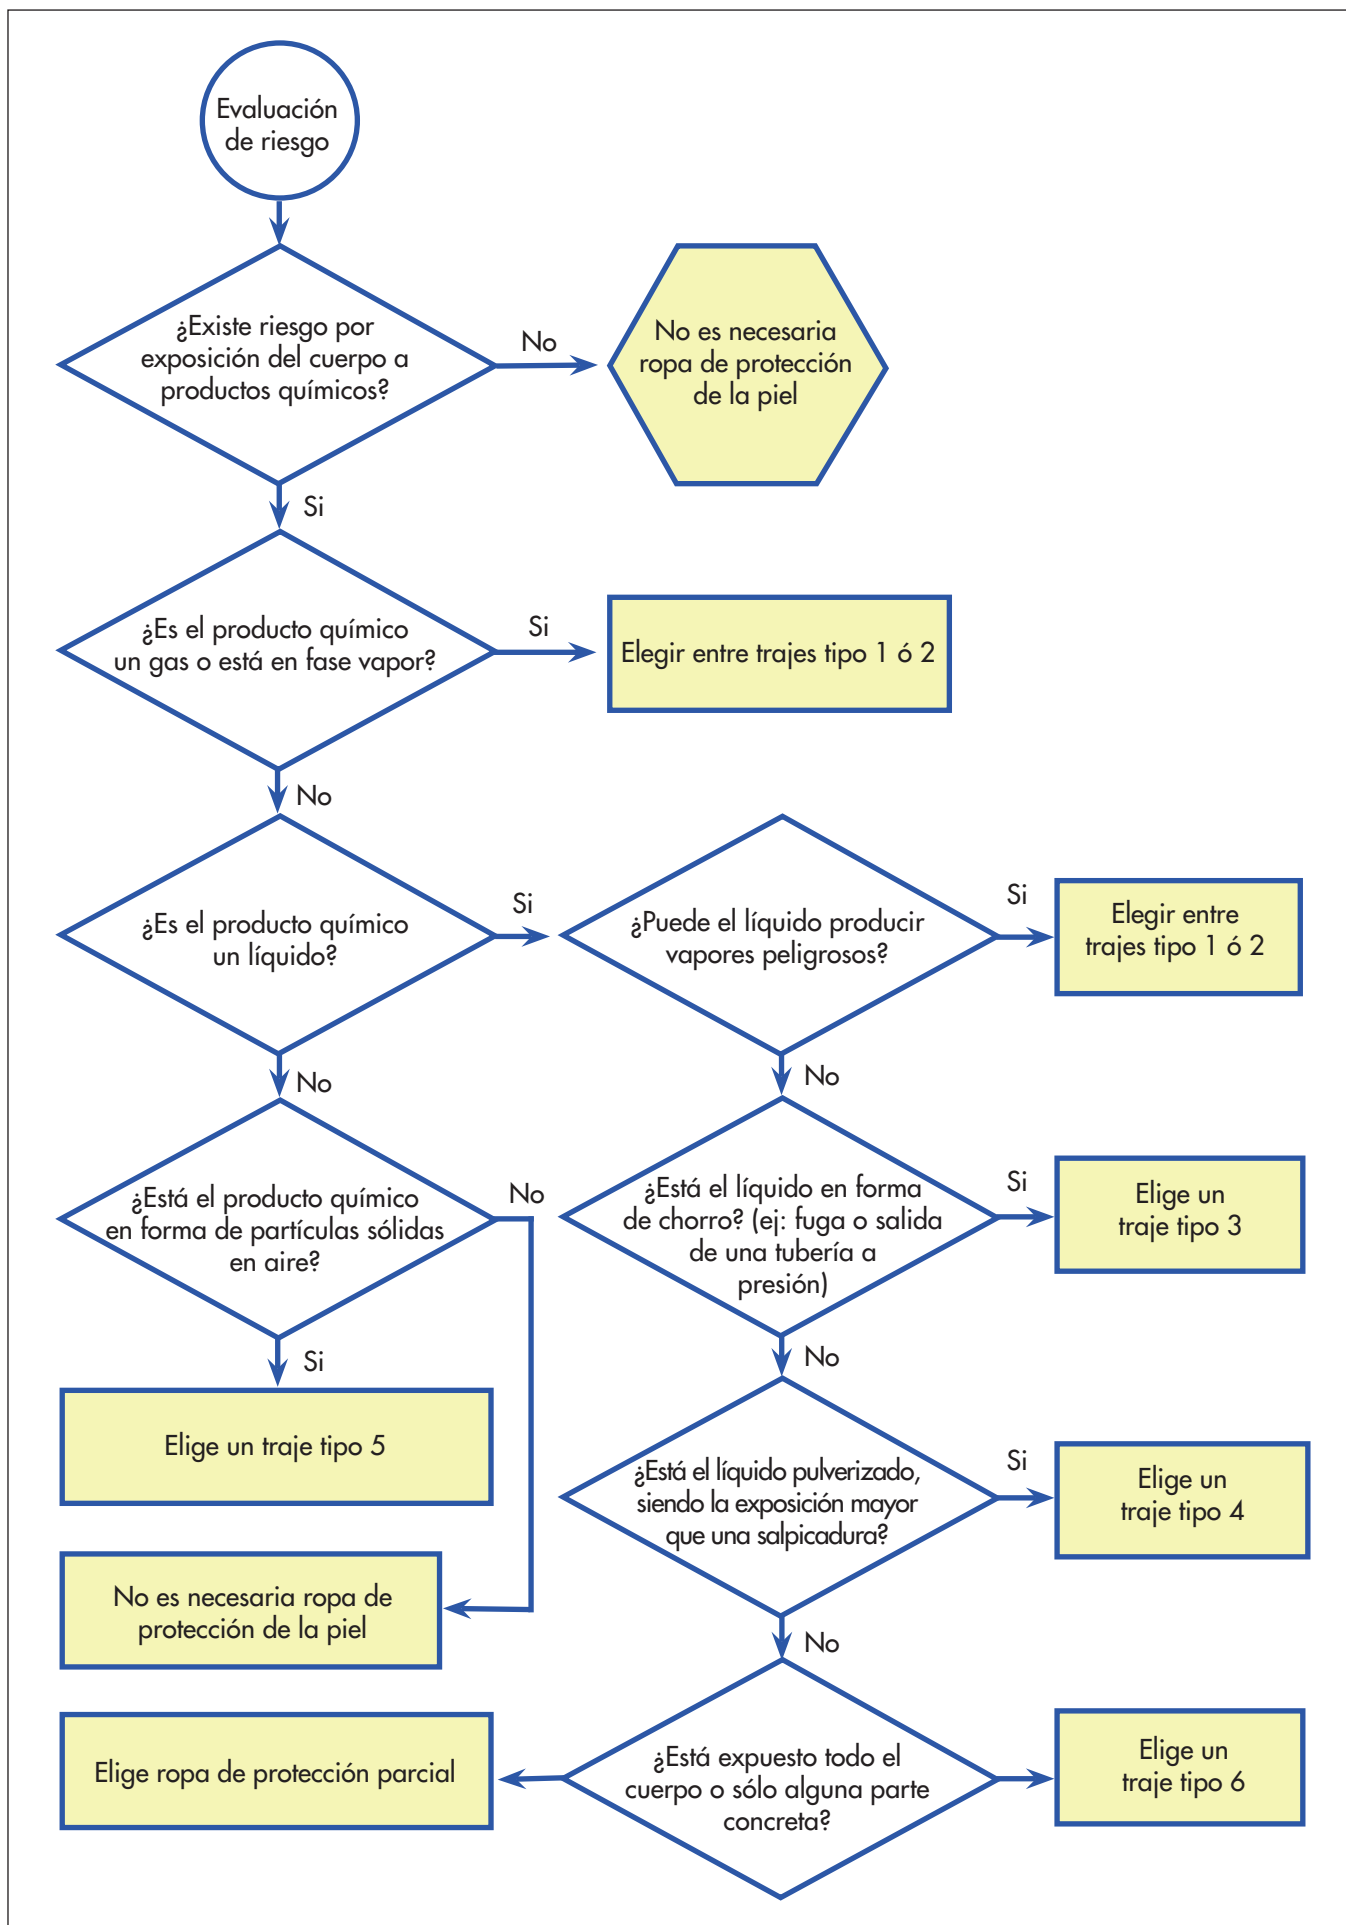 Evaluación
de riesgo
¿Existe riesgo por
exposición del cuerpo a
productos químicos?
No
No es necesaria
ropa de protección
de la piel
Si
¿Es el producto químico
un gas o está en fase vapor?
Si
Elegir entre trajes tipo 1 ó 2
No
¿Es el producto químico
un líquido?
Si
¿Puede el líquido producir
vapores peligrosos?
Si
Elegir entre
trajes tipo 1 ó 2
No
No
¿Está el producto químico
en forma de partículas sólidas
en aire?
No
¿Está el líquido en forma
de chorro? (ej: fuga o salida
de una tubería a
presión)
Si
Elige un
traje tipo 3
Si
No
Elige un traje tipo 5
¿Está el líquido pulverizado,
siendo la exposición mayor
que una salpicadura?
Si
Elige un
traje tipo 4
No es necesaria ropa de
protección de la piel
No
Elige ropa de protección parcial
¿Está expuesto todo el
cuerpo o sólo alguna parte
concreta?
Elige un
traje tipo 6